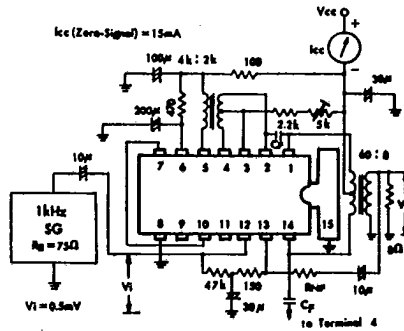 Vcc
+
Icc (Zero-Signal) = 15mA
Icc
−
100μ
4k : 2k
100
30μ
470
200μ
2.2k
5k
10μ
60 : 8
7 6 5 4 3 2 1
1kHz
SG
Rg = 75Ω
8 9 10 11 12 13 14 15
8Ω
Vi
47k
150
RNF
10μ
Vi = 0.5mV
30μ
CF
to Terminal 4